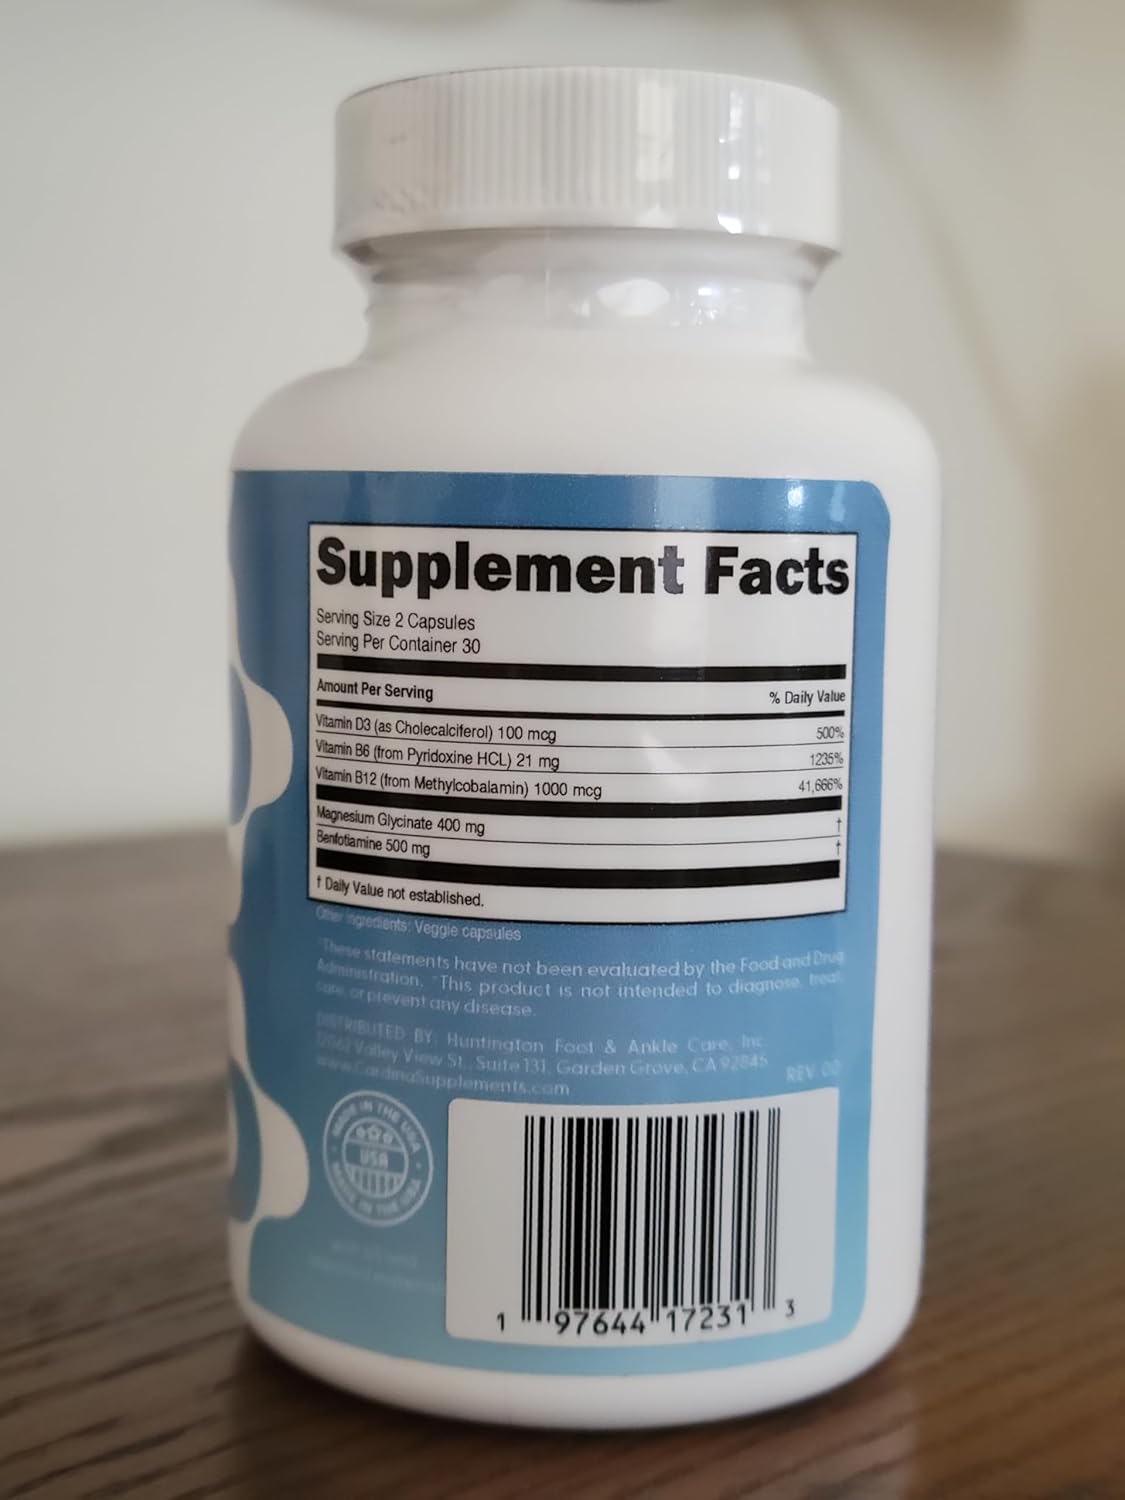 Supplement Facts
Serving Size 2 Capsules
Serving Per Container 30
Amount Per Serving % Daily Value
Vitamin D3 (as Cholecalciferol) 100 mcg 500%
Vitamin B6 (from Pyridoxine HCL) 21 mg 1235%
Vitamin B12 (from Methylcobalamin) 1000 mcg 41,666%
Magnesium Glycinate 400 mg †
Benfotiamine 500 mg †
† Daily Value not established.
Other ingredients: Veggie capsules
*These statements have not been evaluated by the Food and Drug
Administration. *This product is not intended to diagnose, treat,
cure, or prevent any disease.
DISTRIBUTED BY: Huntington Foot & Ankle Care, Inc
Valley View St., Suite 131, Garden Grove, CA 92845
www.CardinaSupplements.com
REV 00
MADE IN THE USA
USA
MADE IN THE USA
1 97644 17231 3